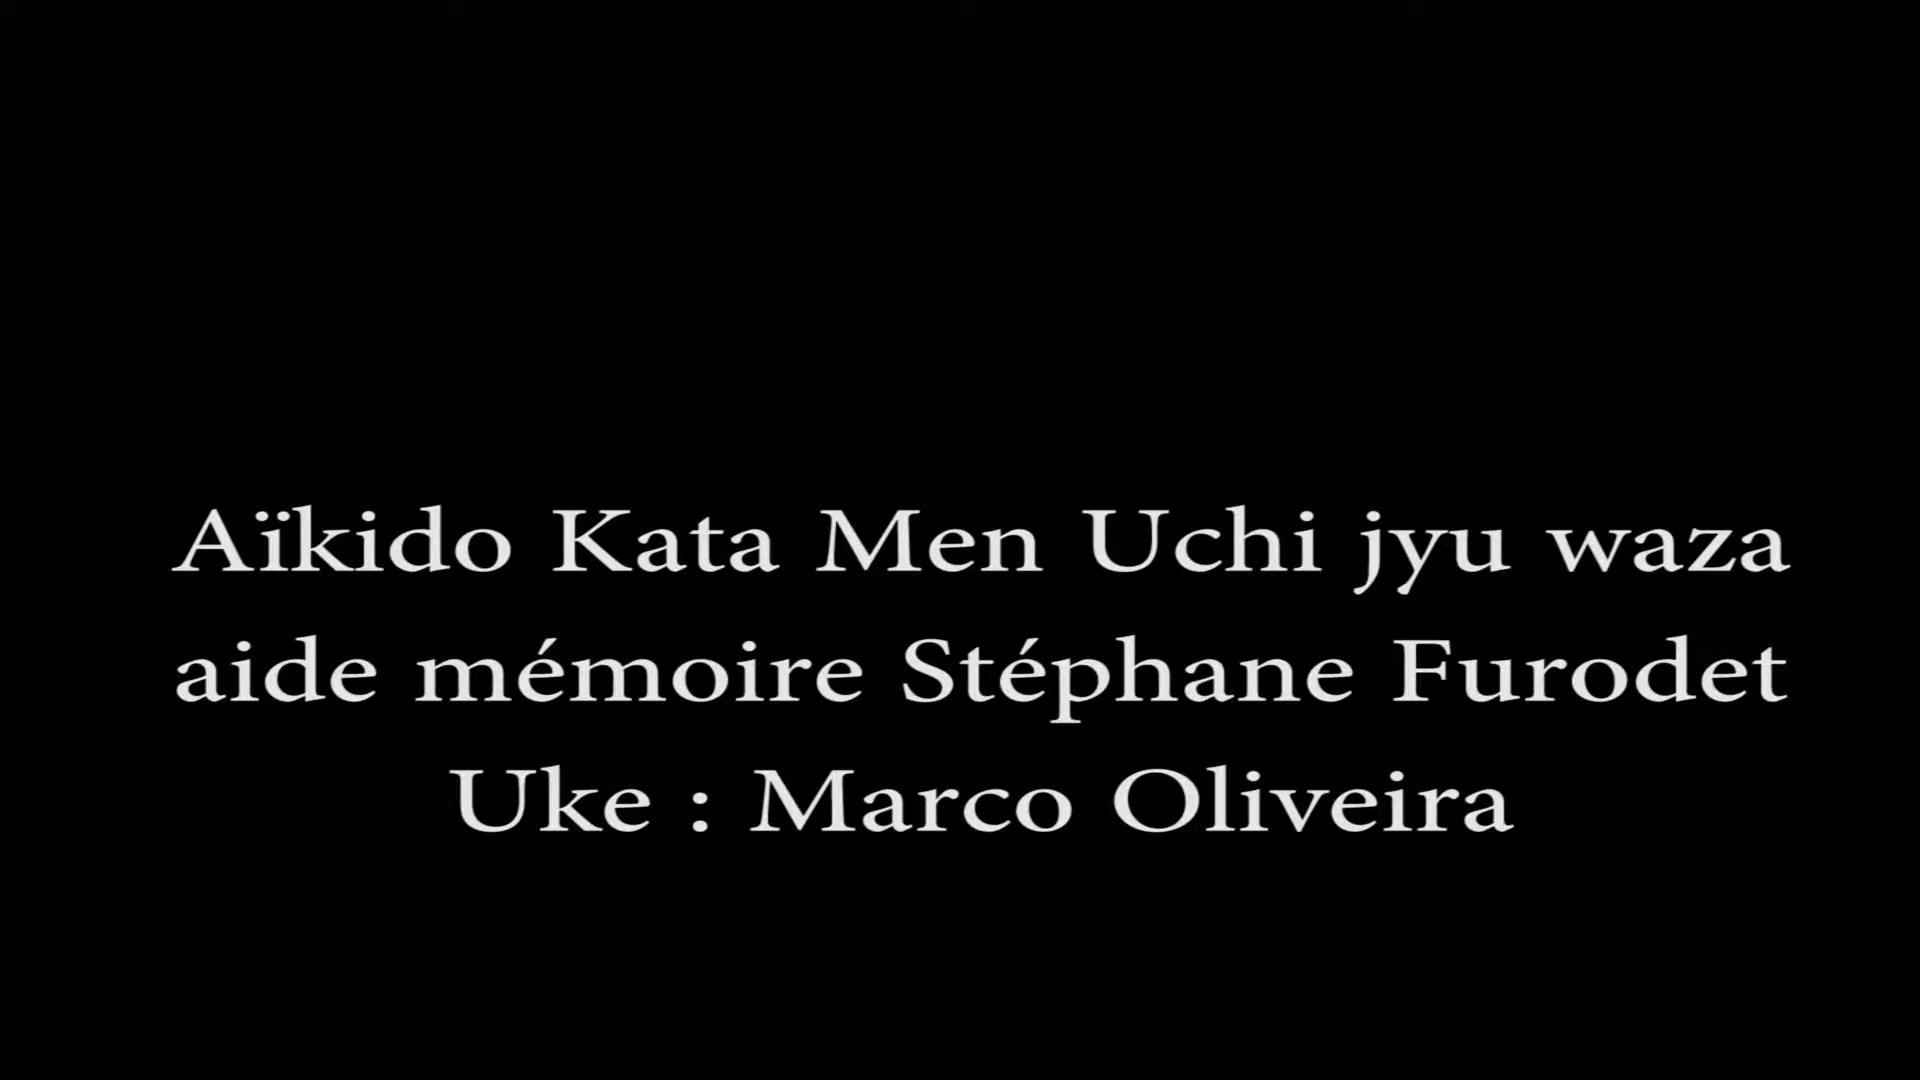 Aïkido Kata Men Uchi jyu waza
aide mémoire Stéphane Furodet
Uke : Marco Oliveira